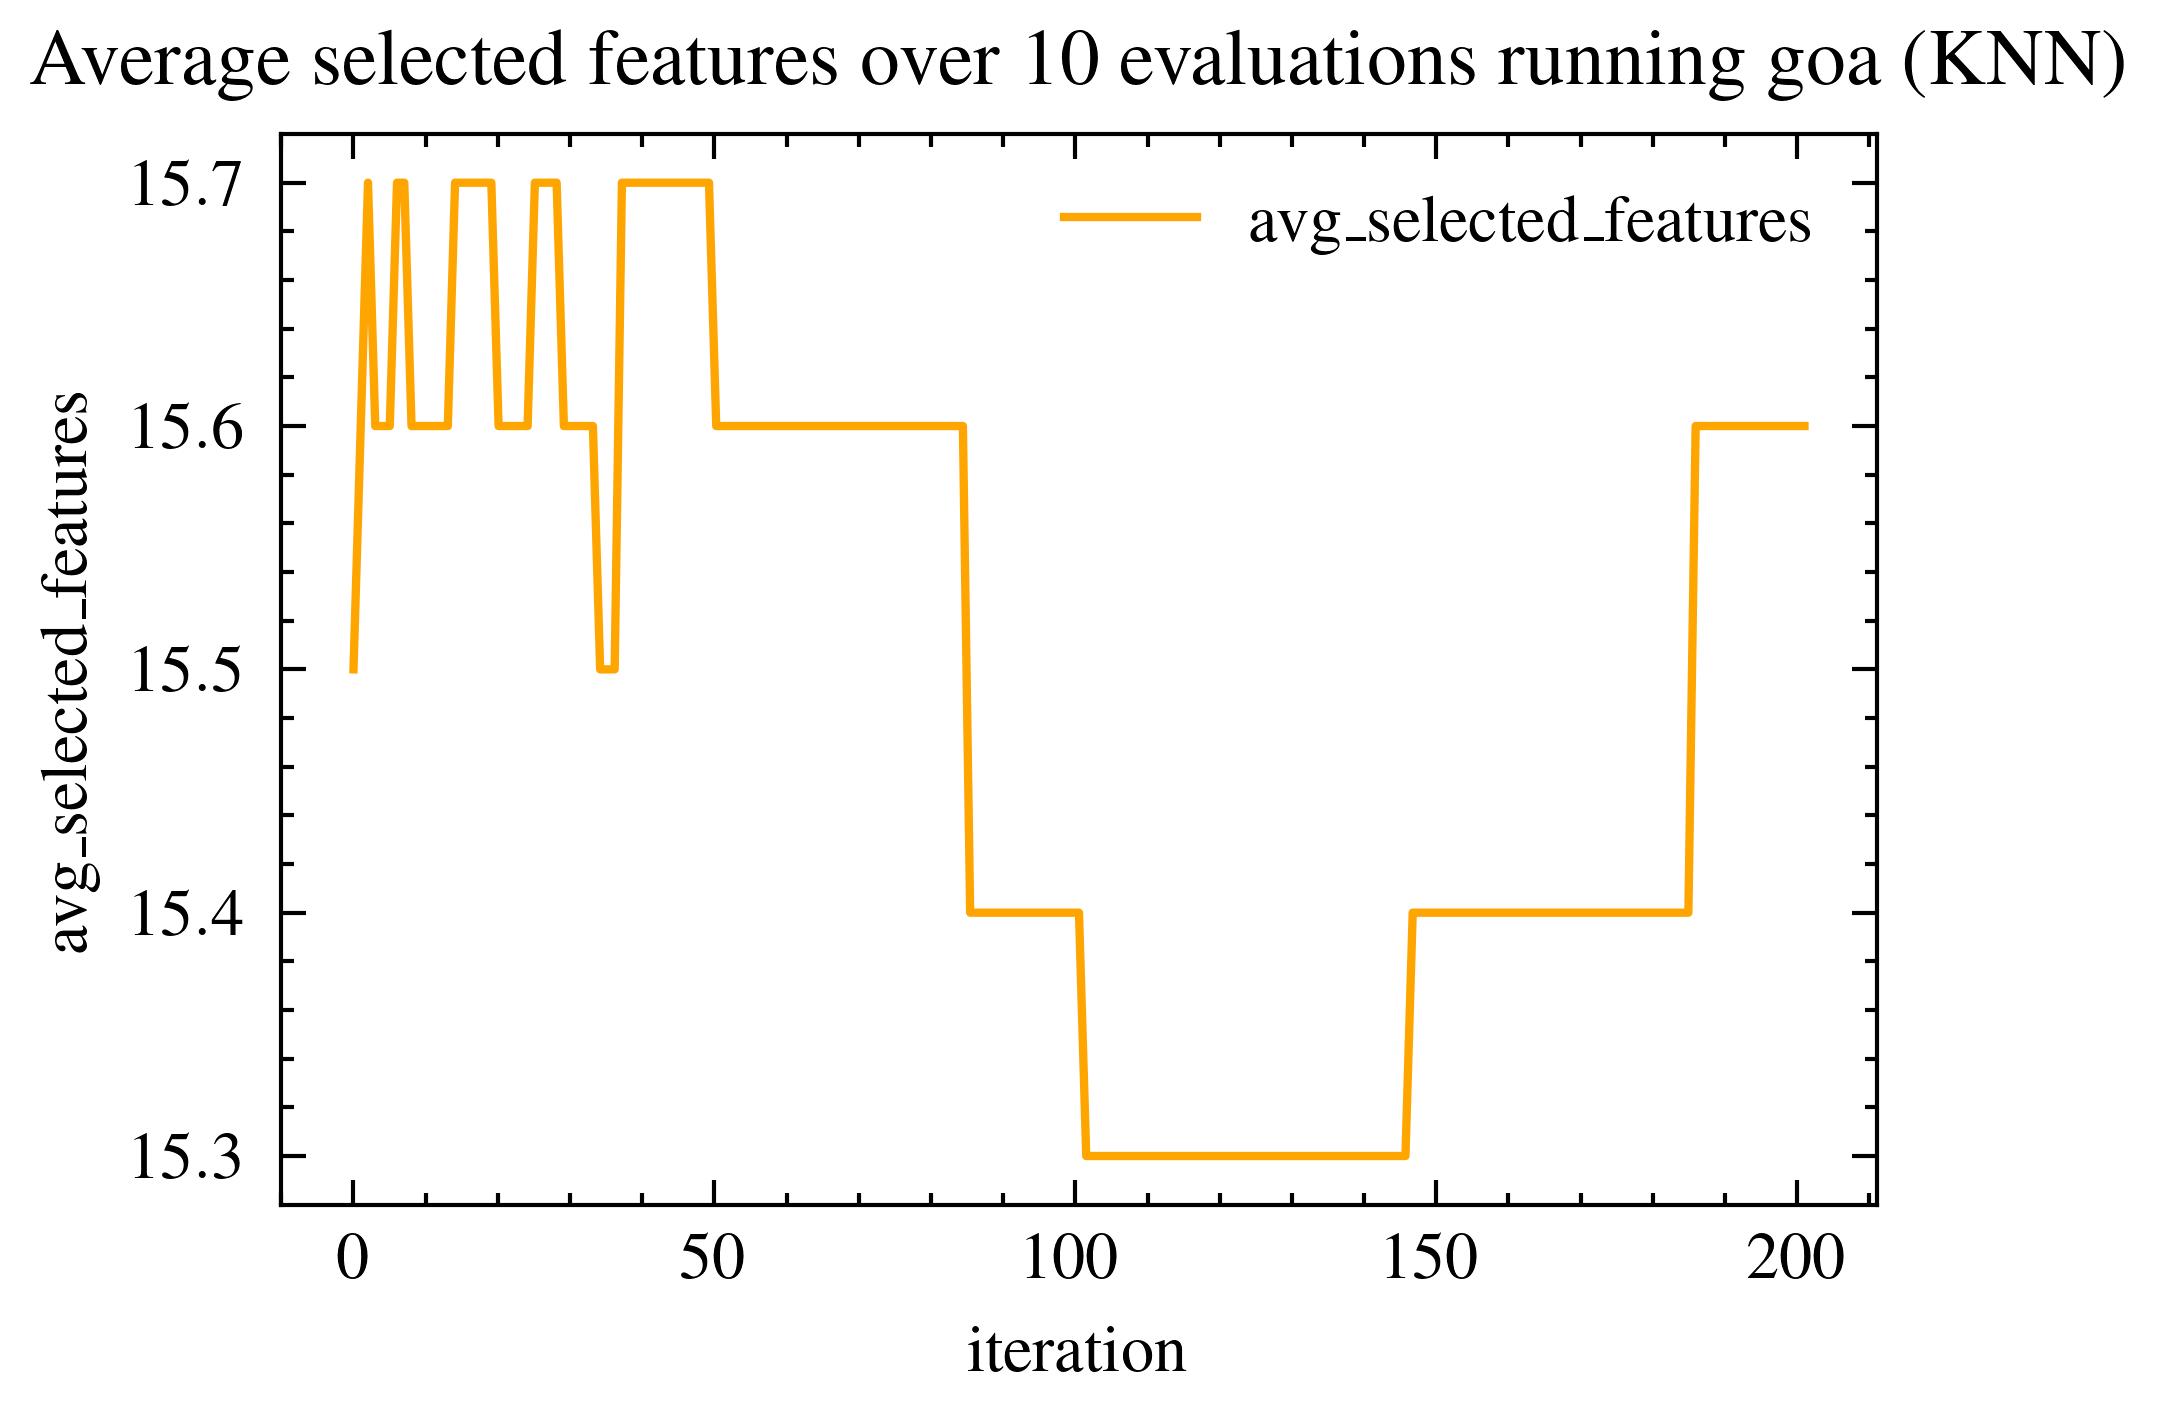 Average selected features over 10 evaluations running goa (KNN)
avg_selected_features
15.7
15.6
15.5
15.4
15.3
avg_selected_features
0 50 100 150 200
iteration